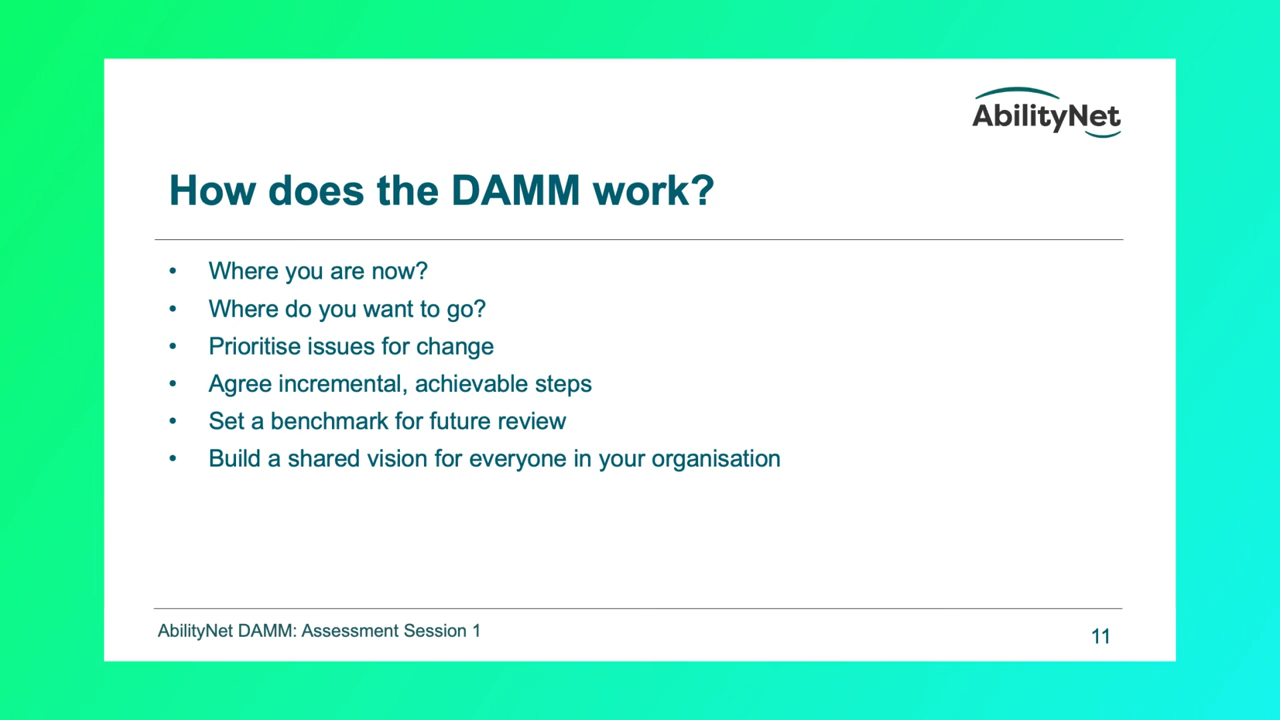 AbilityNet
How does the DAMM work?
• Where you are now?
• Where do you want to go?
• Prioritise issues for change
• Agree incremental, achievable steps
• Set a benchmark for future review
• Build a shared vision for everyone in your organisation
AbilityNet DAMM: Assessment Session 1
11